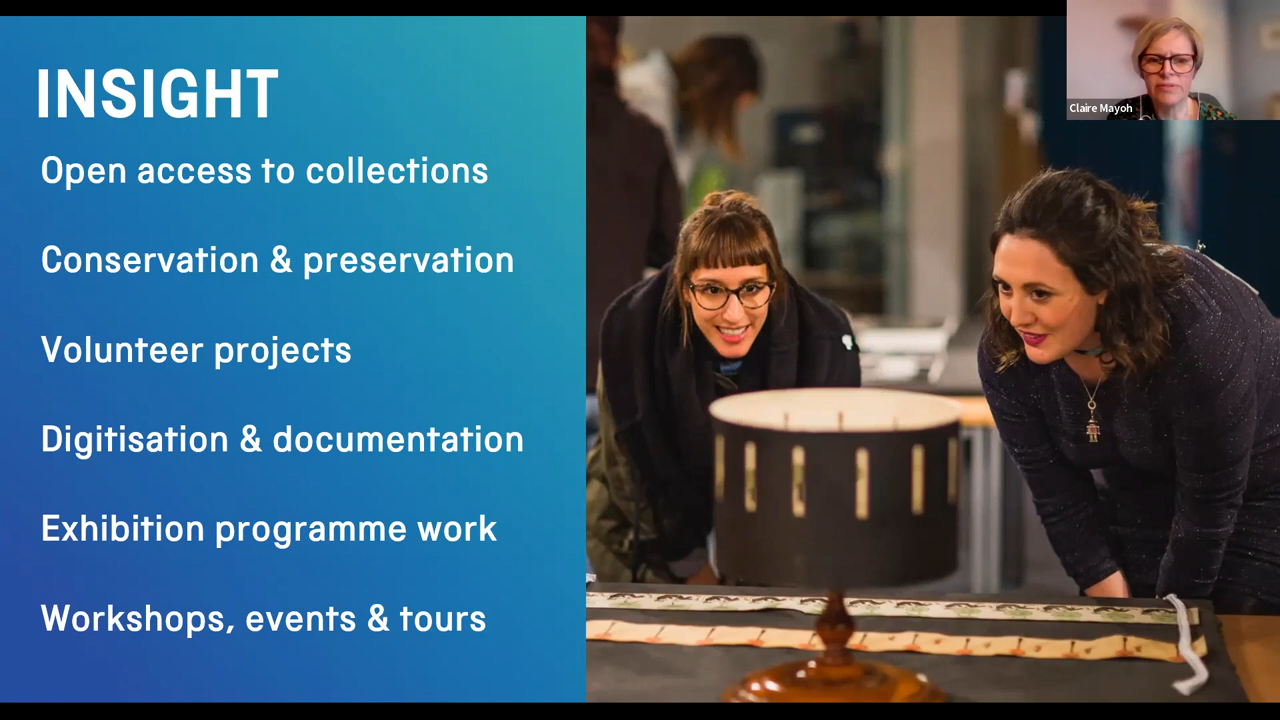 INSIGHT
Open access to collections
Conservation & preservation
Volunteer projects
Digitisation & documentation
Exhibition programme work
Workshops, events & tours
Claire Mayoh